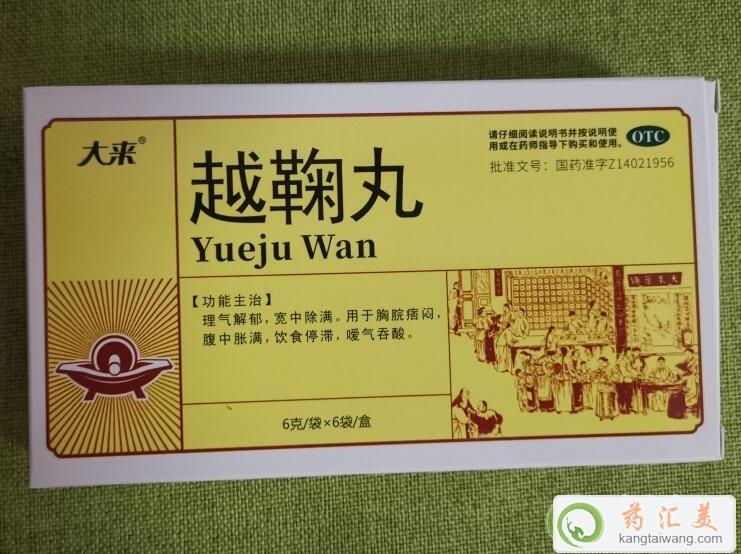 大来®
请仔细阅读说明书并按说明使
用或在药师指导下购买和使用。
OTC
批准文号：国药准字Z14021956
越鞠丸
Yueju Wan
【功能主治】
理气解郁，宽中除满。用于胸脘痞闷，
腹中胀满，饮食停滞，嗳气吞酸。
6克/袋×6袋/盒
药汇美
kangtaiwang.com